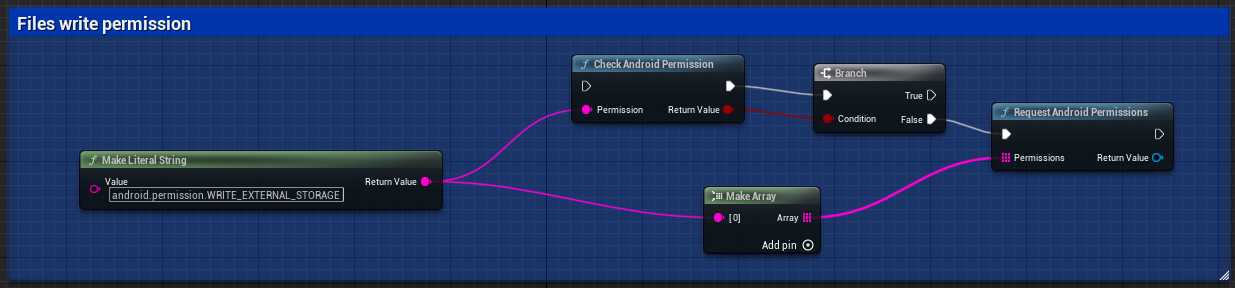 Files write permission
Check Android Permission
Permission Return Value
Branch
True
Condition False
Request Android Permissions
Permissions Return Value
Make Literal String
Value
android.permission.WRITE_EXTERNAL_STORAGE
Return Value
Make Array
[0] Array
Add pin